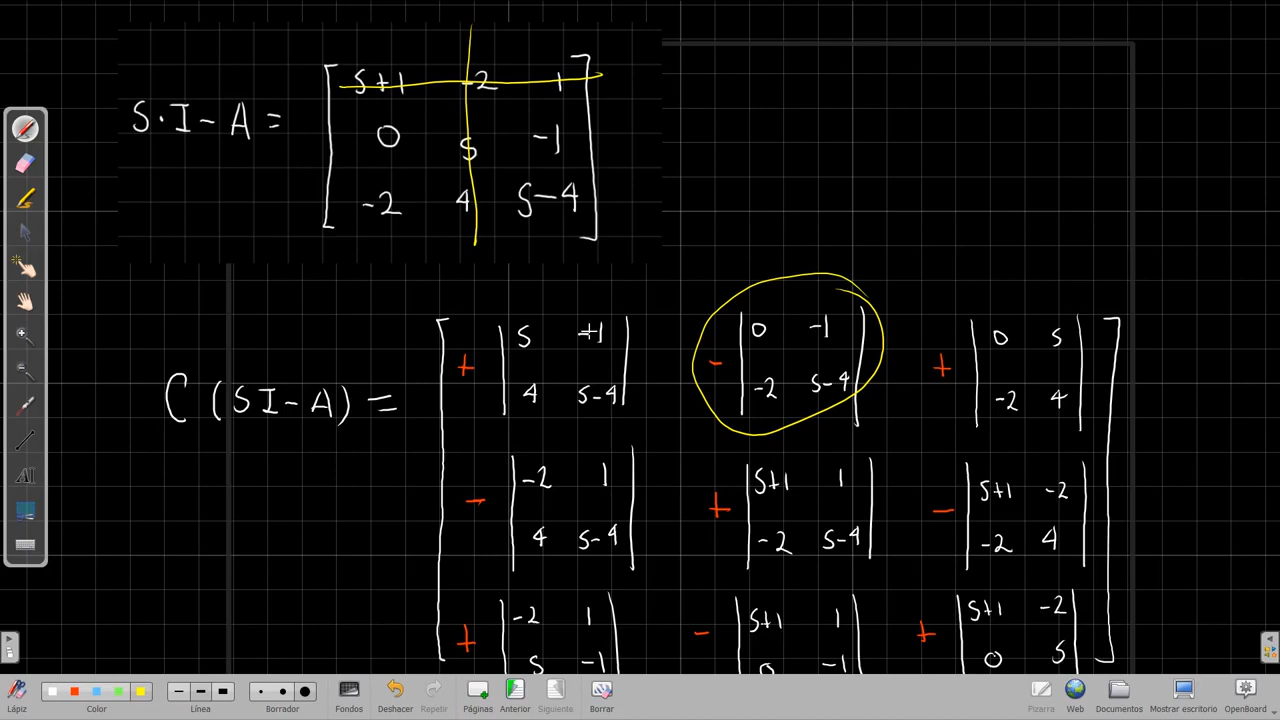 S·I-A=
S+1 -2 1
0 S -1
-2 4 S-4
C(SI-A)=
+ | S +1 | - | 0 -1 | + | 0 S |
| 4 S-4 | | -2 S-4 | | -2 4 |
- | -2 1 | + | S+1 1 | - | S+1 -2 |
| 4 S-4 | | -2 S-4 | | -2 4 |
+ | -2 1 | - | S+1 1 | + | S+1 -2 |
| S -1 | | 0 -1 | | 0 S |
Lápiz Color Línea Borrador Fondos Deshacer Repetir Páginas Anterior Siguiente Borrar Pizarra Web Documentos Mostrar escritorio OpenBoard